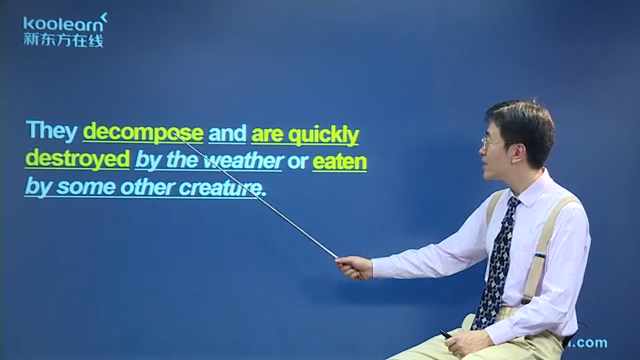 koolearn
新东方在线
They decompose and are quickly
destroyed by the weather or eaten
by some other creature.
.com